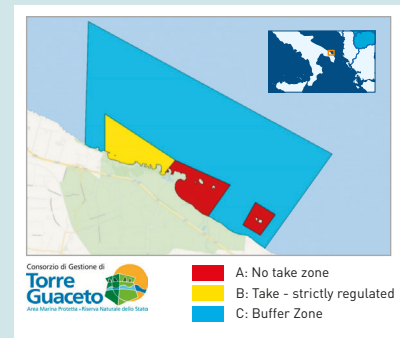 Consorzio di Gestione di
Torre
Guaceto
Area Marina Protetta - Riserva Naturale dello Stato
A: No take zone
B: Take - strictly regulated
C: Buffer Zone